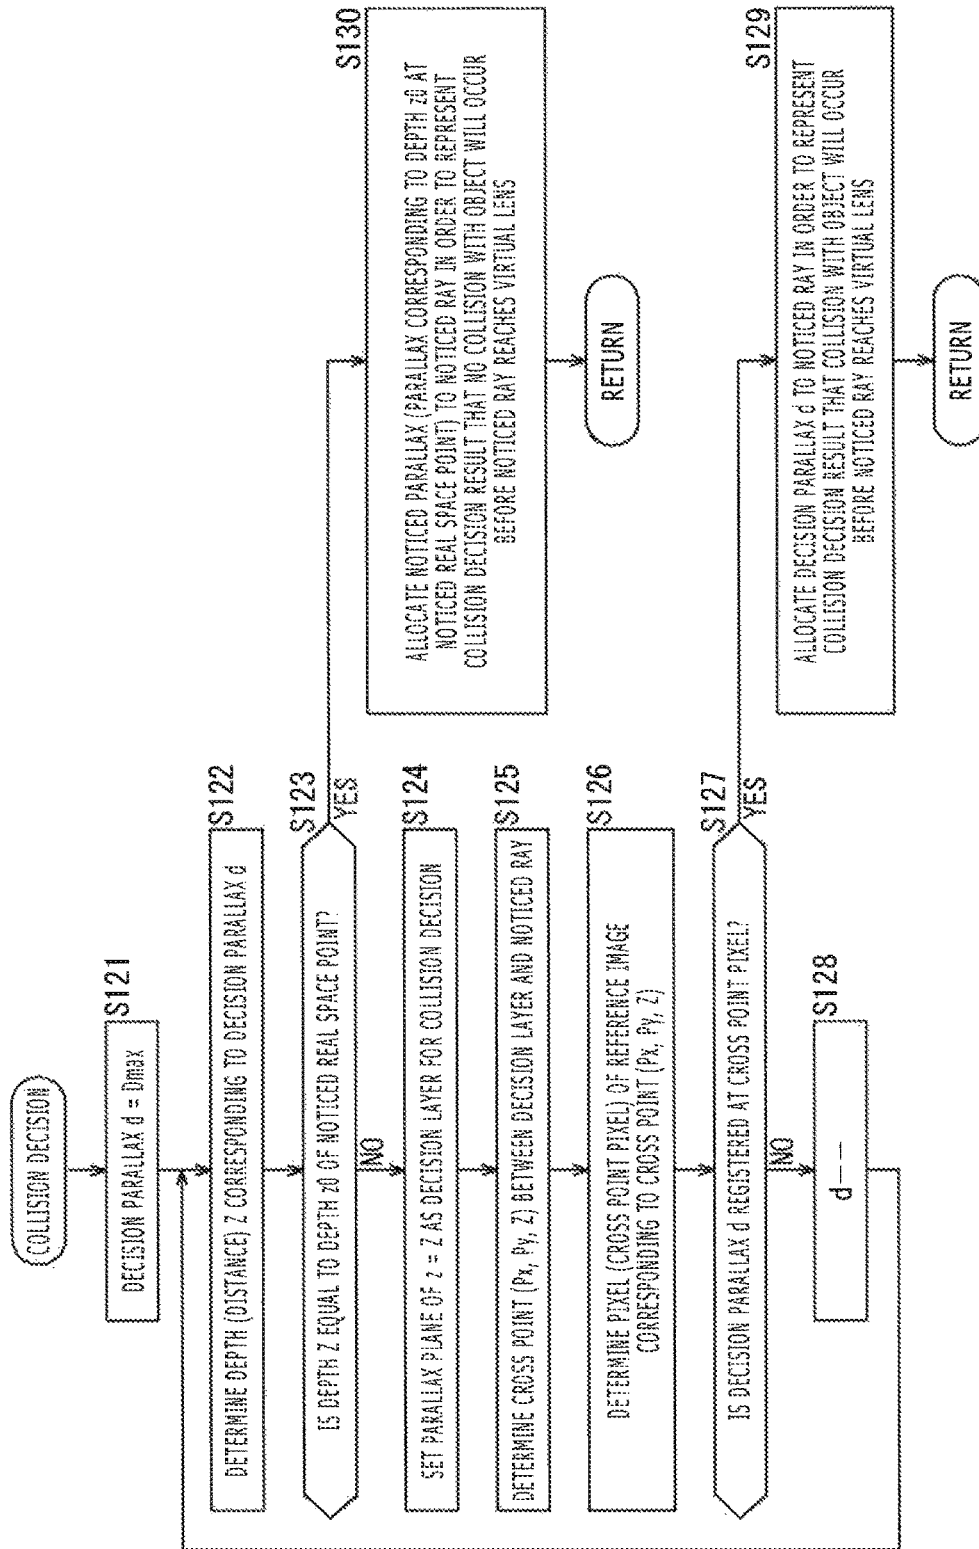 COLLISION DECISION
S121
DECISION PARALLAX d = Dmax
S122
DETERMINE DEPTH (DISTANCE) Z CORRESPONDING TO DECISION PARALLAX d
S123
IS DEPTH Z EQUAL TO DEPTH z0 OF NOTICED REAL SPACE POINT?
YES
NO
S124
SET PARALLAX PLANE OF z = Z AS DECISION LAYER FOR COLLISION DECISION
S125
DETERMINE CROSS POINT (Px, Py, Z) BETWEEN DECISION LAYER AND NOTICED RAY
S126
DETERMINE PIXEL (CROSS POINT PIXEL) OF REFERENCE IMAGE
CORRESPONDING TO CROSS POINT (Px, Py, Z)
S127
IS DECISION PARALLAX d REGISTERED AT CROSS POINT PIXEL?
YES
NO
S128
d--
S130
ALLOCATE NOTICED PARALLAX (PARALLAX CORRESPONDING TO DEPTH z0 AT
NOTICED REAL SPACE POINT) TO NOTICED RAY IN ORDER TO REPRESENT
COLLISION DECISION RESULT THAT NO COLLISION WITH OBJECT WILL OCCUR
BEFORE NOTICED RAY REACHES VIRTUAL LENS
RETURN
S129
ALLOCATE DECISION PARALLAX d TO NOTICED RAY IN ORDER TO REPRESENT
COLLISION DECISION RESULT THAT COLLISION WITH OBJECT WILL OCCUR
BEFORE NOTICED RAY REACHES VIRTUAL LENS
RETURN